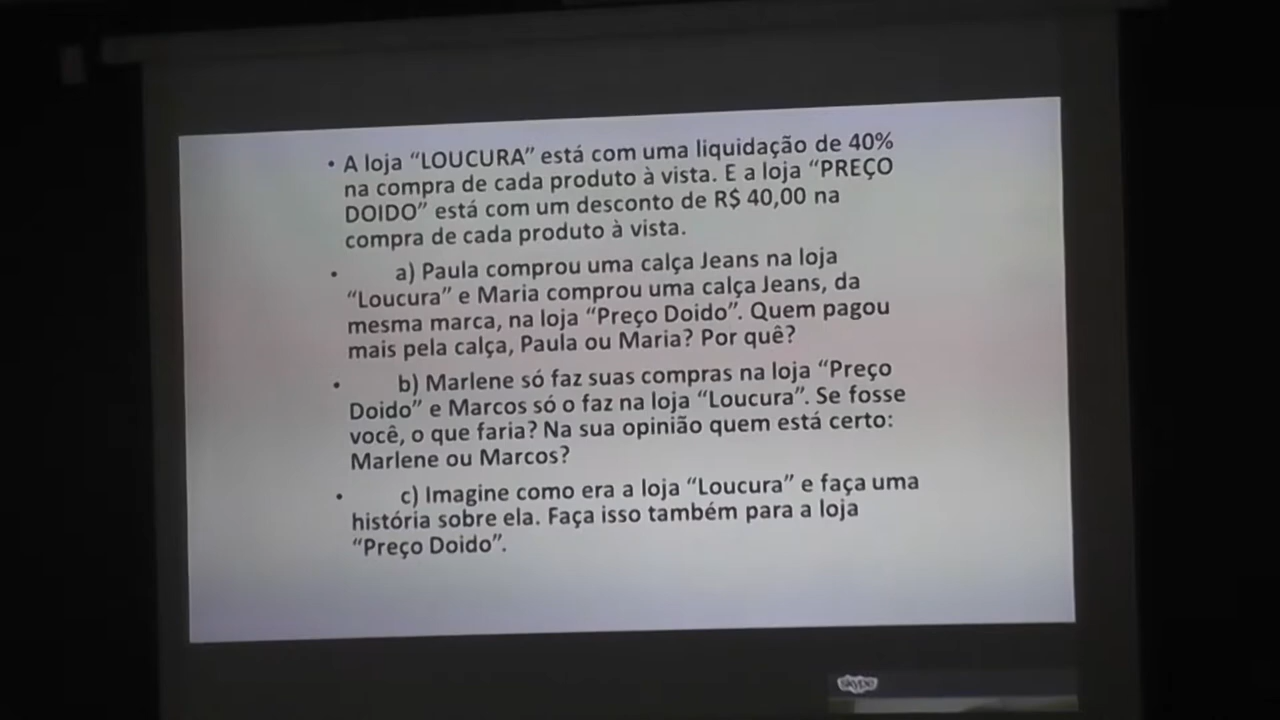 • A loja “LOUCURA” está com uma liquidação de 40%
na compra de cada produto à vista. E a loja “PREÇO
DOIDO” está com um desconto de R$ 40,00 na
compra de cada produto à vista.
• a) Paula comprou uma calça Jeans na loja
“Loucura” e Maria comprou uma calça Jeans, da
mesma marca, na loja “Preço Doido”. Quem pagou
mais pela calça, Paula ou Maria? Por quê?
• b) Marlene só faz suas compras na loja “Preço
Doido” e Marcos só o faz na loja “Loucura”. Se fosse
você, o que faria? Na sua opinião quem está certo:
Marlene ou Marcos?
• c) Imagine como era a loja “Loucura” e faça uma
história sobre ela. Faça isso também para a loja
“Preço Doido”.
skype